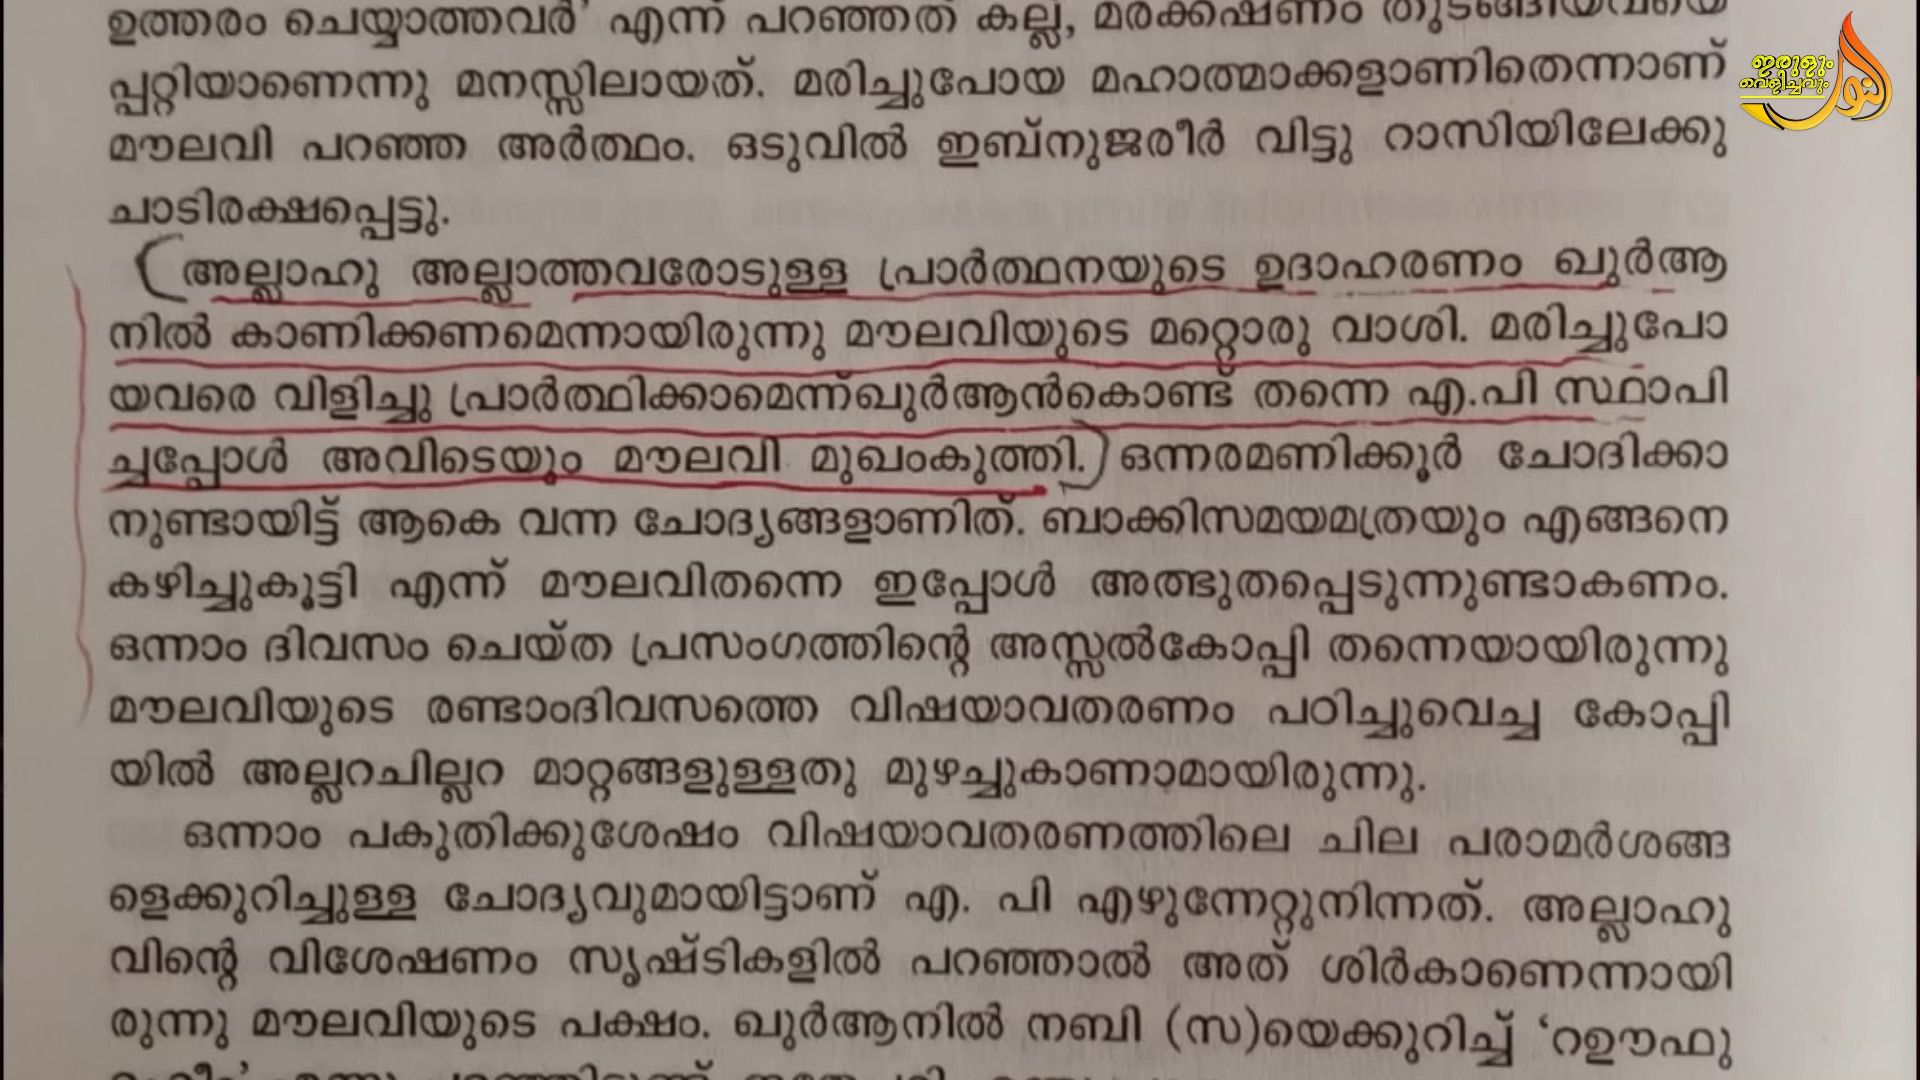 ഉത്തരം ചെയ്യാത്തവർ' എന്ന് പറഞ്ഞത് കല്ല്, മരക്കഷണം തുടങ്ങിയവയെ
പ്പറ്റിയാണെന്നു മനസ്സിലായത്. മരിച്ചുപോയ മഹാത്മാക്കളാണിതെന്നാണ്
മൗലവി പറഞ്ഞ അർത്ഥം. ഒടുവിൽ ഇബ്നുജരീർ വിട്ടു റാസിയിലേക്കു
ചാടിരക്ഷപ്പെട്ടു.
(അല്ലാഹു അല്ലാത്തവരോടുള്ള പ്രാർത്ഥനയുടെ ഉദാഹരണം ഖുർആ
നിൽ കാണിക്കണമെന്നായിരുന്നു മൗലവിയുടെ മറ്റൊരു വാശി. മരിച്ചുപോ
യവരെ വിളിച്ചു പ്രാർത്ഥിക്കാമെന്ന്ഖുർആൻകൊണ്ട് തന്നെ എ.പി സ്ഥാപി
ച്ചപ്പോൾ അവിടെയും മൗലവി മുഖംകുത്തി.) ഒന്നരമണിക്കൂർ ചോദിക്കാ
നുണ്ടായിട്ട് ആകെ വന്ന ചോദ്യങ്ങളാണിത്. ബാക്കിസമയമത്രയും എങ്ങനെ
കഴിച്ചുകൂട്ടി എന്ന് മൗലവിതന്നെ ഇപ്പോൾ അത്ഭുതപ്പെടുന്നുണ്ടാകണം.
ഒന്നാം ദിവസം ചെയ്ത പ്രസംഗത്തിന്റെ അസ്സൽകോപ്പി തന്നെയായിരുന്നു
മൗലവിയുടെ രണ്ടാംദിവസത്തെ വിഷയാവതരണം പഠിച്ചുവെച്ച കോപ്പി
യിൽ അല്ലറചില്ലറ മാറ്റങ്ങളുള്ളതു മുഴച്ചുകാണാമായിരുന്നു.
ഒന്നാം പകുതിക്കുശേഷം വിഷയാവതരണത്തിലെ ചില പരാമർശങ്ങ
ളെക്കുറിച്ചുള്ള ചോദ്യവുമായിട്ടാണ് എ. പി എഴുന്നേറ്റുനിന്നത്. അല്ലാഹു
വിന്റെ വിശേഷണം സൃഷ്ടികളിൽ പറഞ്ഞാൽ അത് ശിർകാണെന്നായി
രുന്നു മൗലവിയുടെ പക്ഷം. ഖുർആനിൽ നബി (സ)യെക്കുറിച്ച് ‘റഊഫു
ഇരുളും
വെളിച്ചവും
النور